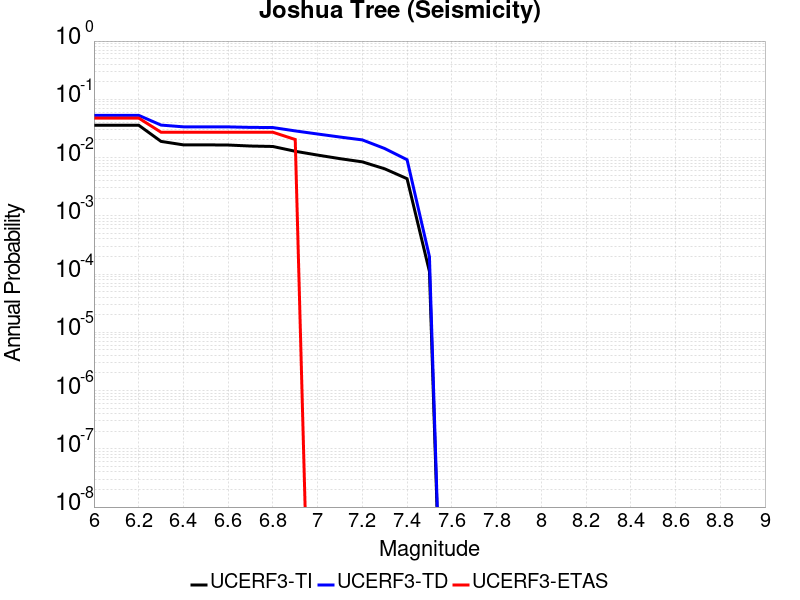 Joshua Tree (Seismicity)
Annual Probability
10^0
10^-1
10^-2
10^-3
10^-4
10^-5
10^-6
10^-7
10^-8
6 6.2 6.4 6.6 6.8 7 7.2 7.4 7.6 7.8 8 8.2 8.4 8.6 8.8 9
Magnitude
UCERF3-TI UCERF3-TD UCERF3-ETAS